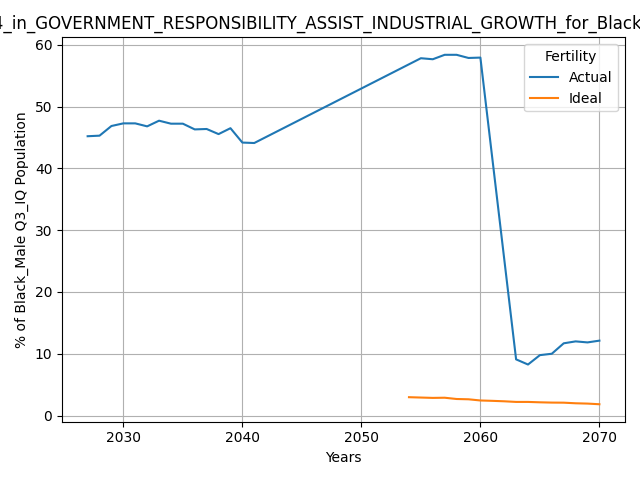 4_in_GOVERNMENT_RESPONSIBILITY_ASSIST_INDUSTRIAL_GROWTH_for_Black
Fertility
Actual
Ideal
% of Black_Male Q3_IQ Population
60
50
40
30
20
10
0
2030 2040 2050 2060 2070
Years